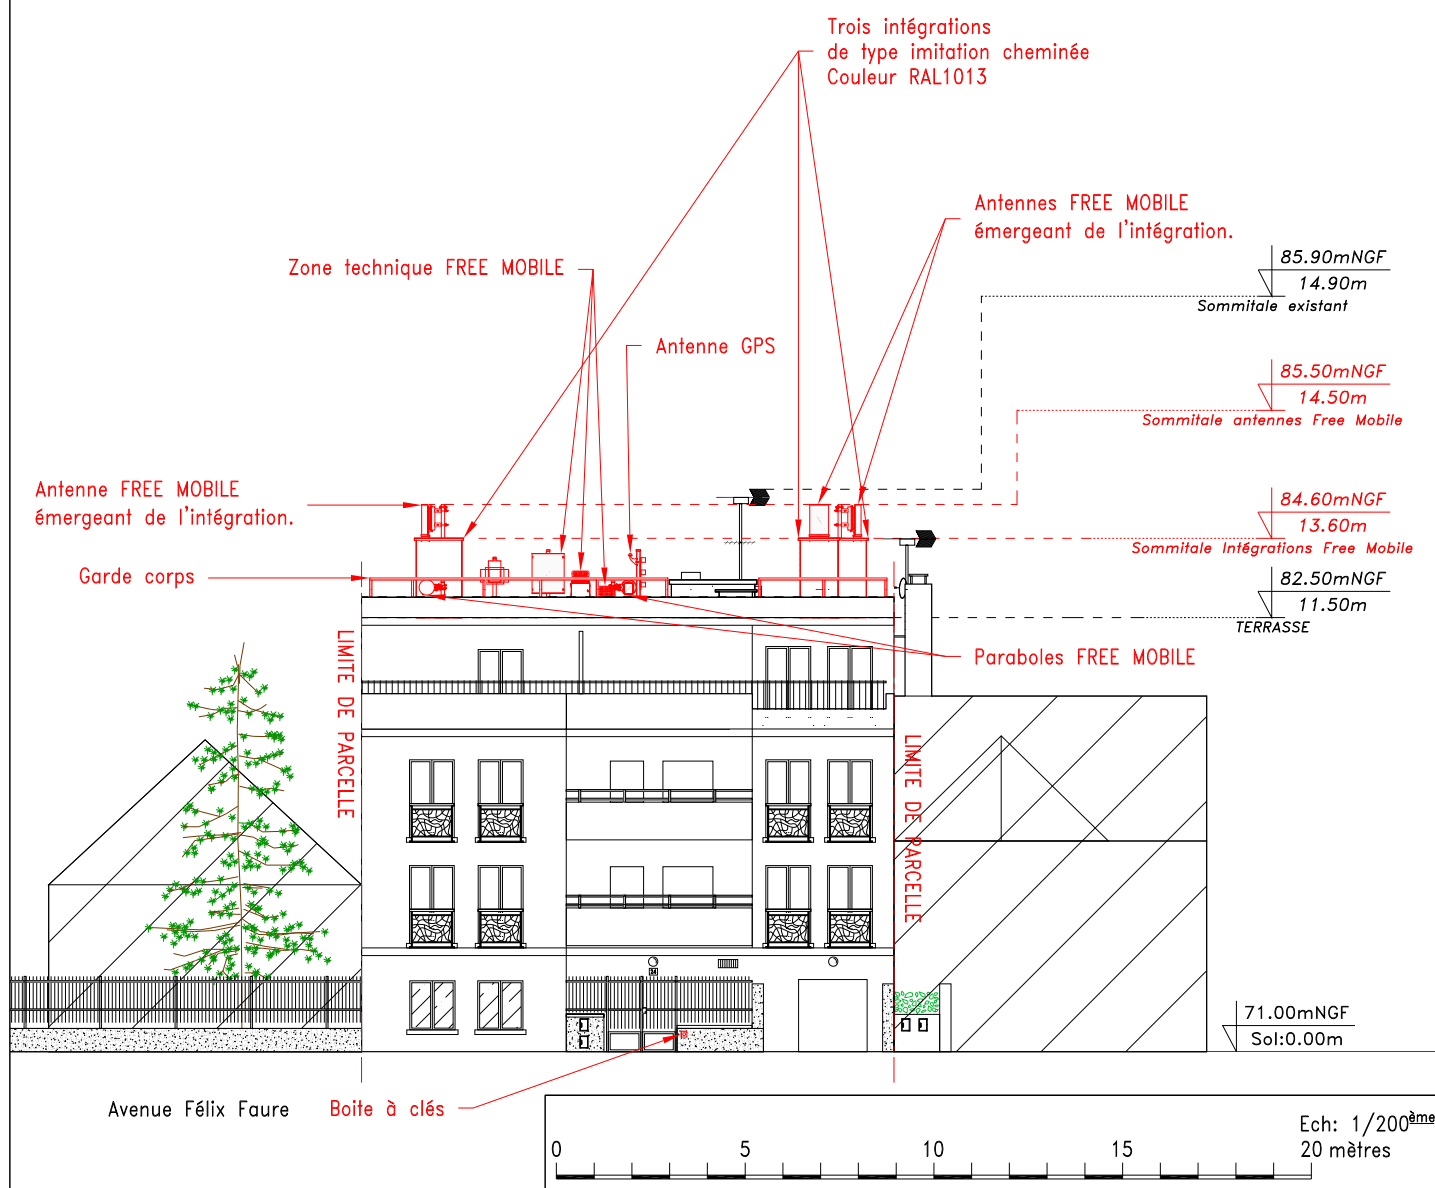 Trois intégrations
de type imitation cheminée
Couleur RAL1013
Antennes FREE MOBILE
émergeant de l'intégration.
Zone technique FREE MOBILE
85.90mNGF
14.90m
Sommitale existant
Antenne GPS
85.50mNGF
14.50m
Sommitale antennes Free Mobile
Antenne FREE MOBILE
émergeant de l'intégration.
84.60mNGF
13.60m
Sommitale Intégrations Free Mobile
Garde corps
82.50mNGF
11.50m
TERRASSE
Paraboles FREE MOBILE
LIMITE DE PARCELLE
LIMITE DE PARCELLE
71.00mNGF
Sol:0.00m
Avenue Félix Faure
Boite à clés
Ech: 1/200ème
0 5 10 15 20 mètres